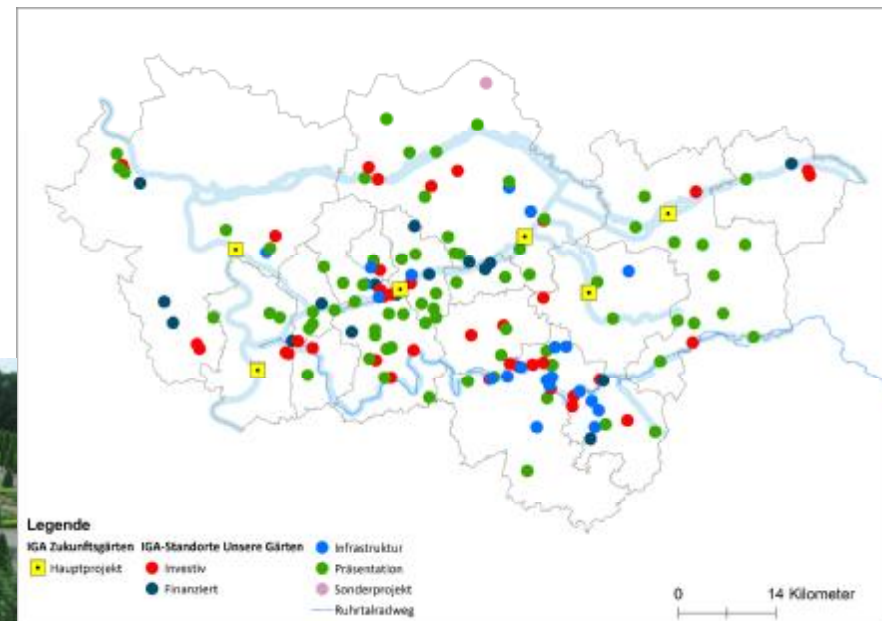 Legende
IGA Zukunftsgärten IGA-Standorte Unsere Gärten
Hauptprojekt
Investiv
Finanziert
Infrastruktur
Präsentation
Sonderprojekt
Ruhrtalradweg
0 14 Kilometer